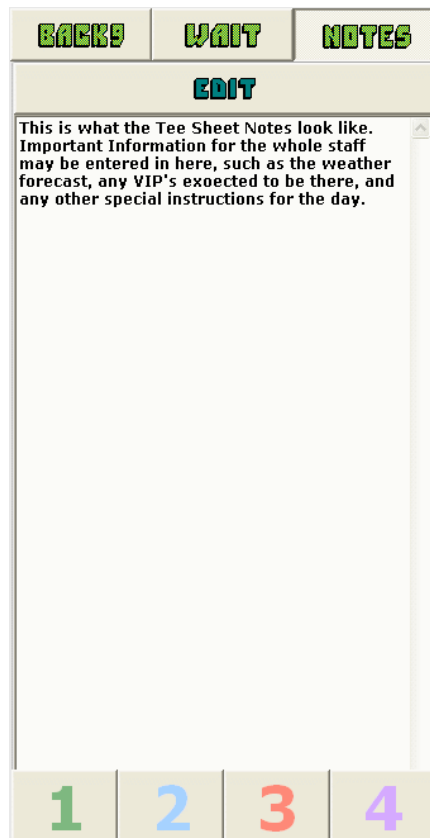 BACK9 WAIT NOTES
EDIT
This is what the Tee Sheet Notes look like.
Important Information for the whole staff
may be entered in here, such as the weather
forecast, any VIP's exoected to be there, and
any other special instructions for the day.
1 2 3 4